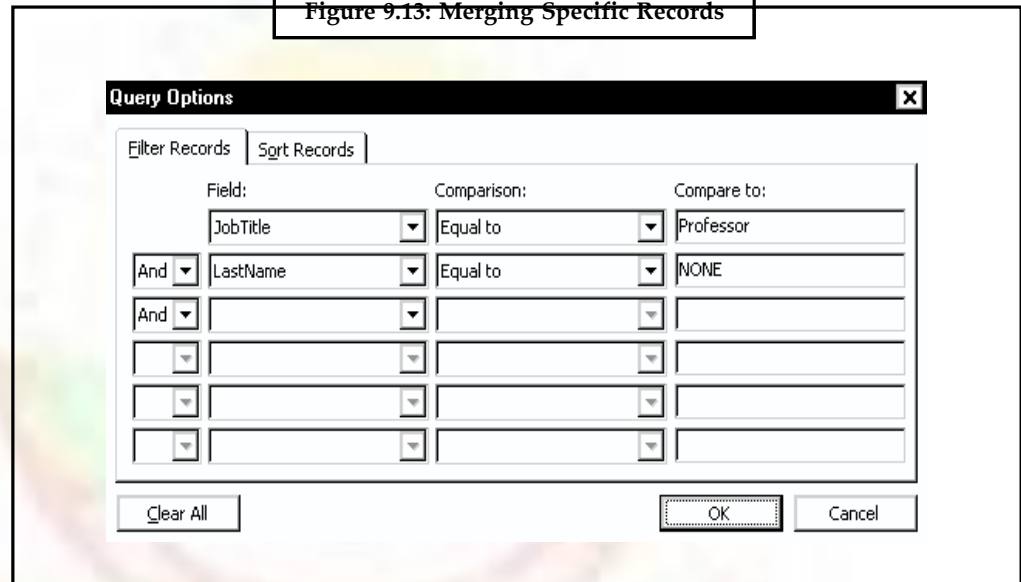 Figure 9.13: Merging Specific Records
Query Options
Filter Records Sort Records
Field: Comparison: Compare to:
JobTitle Equal to Professor
And LastName Equal to NONE
And
Clear All OK Cancel